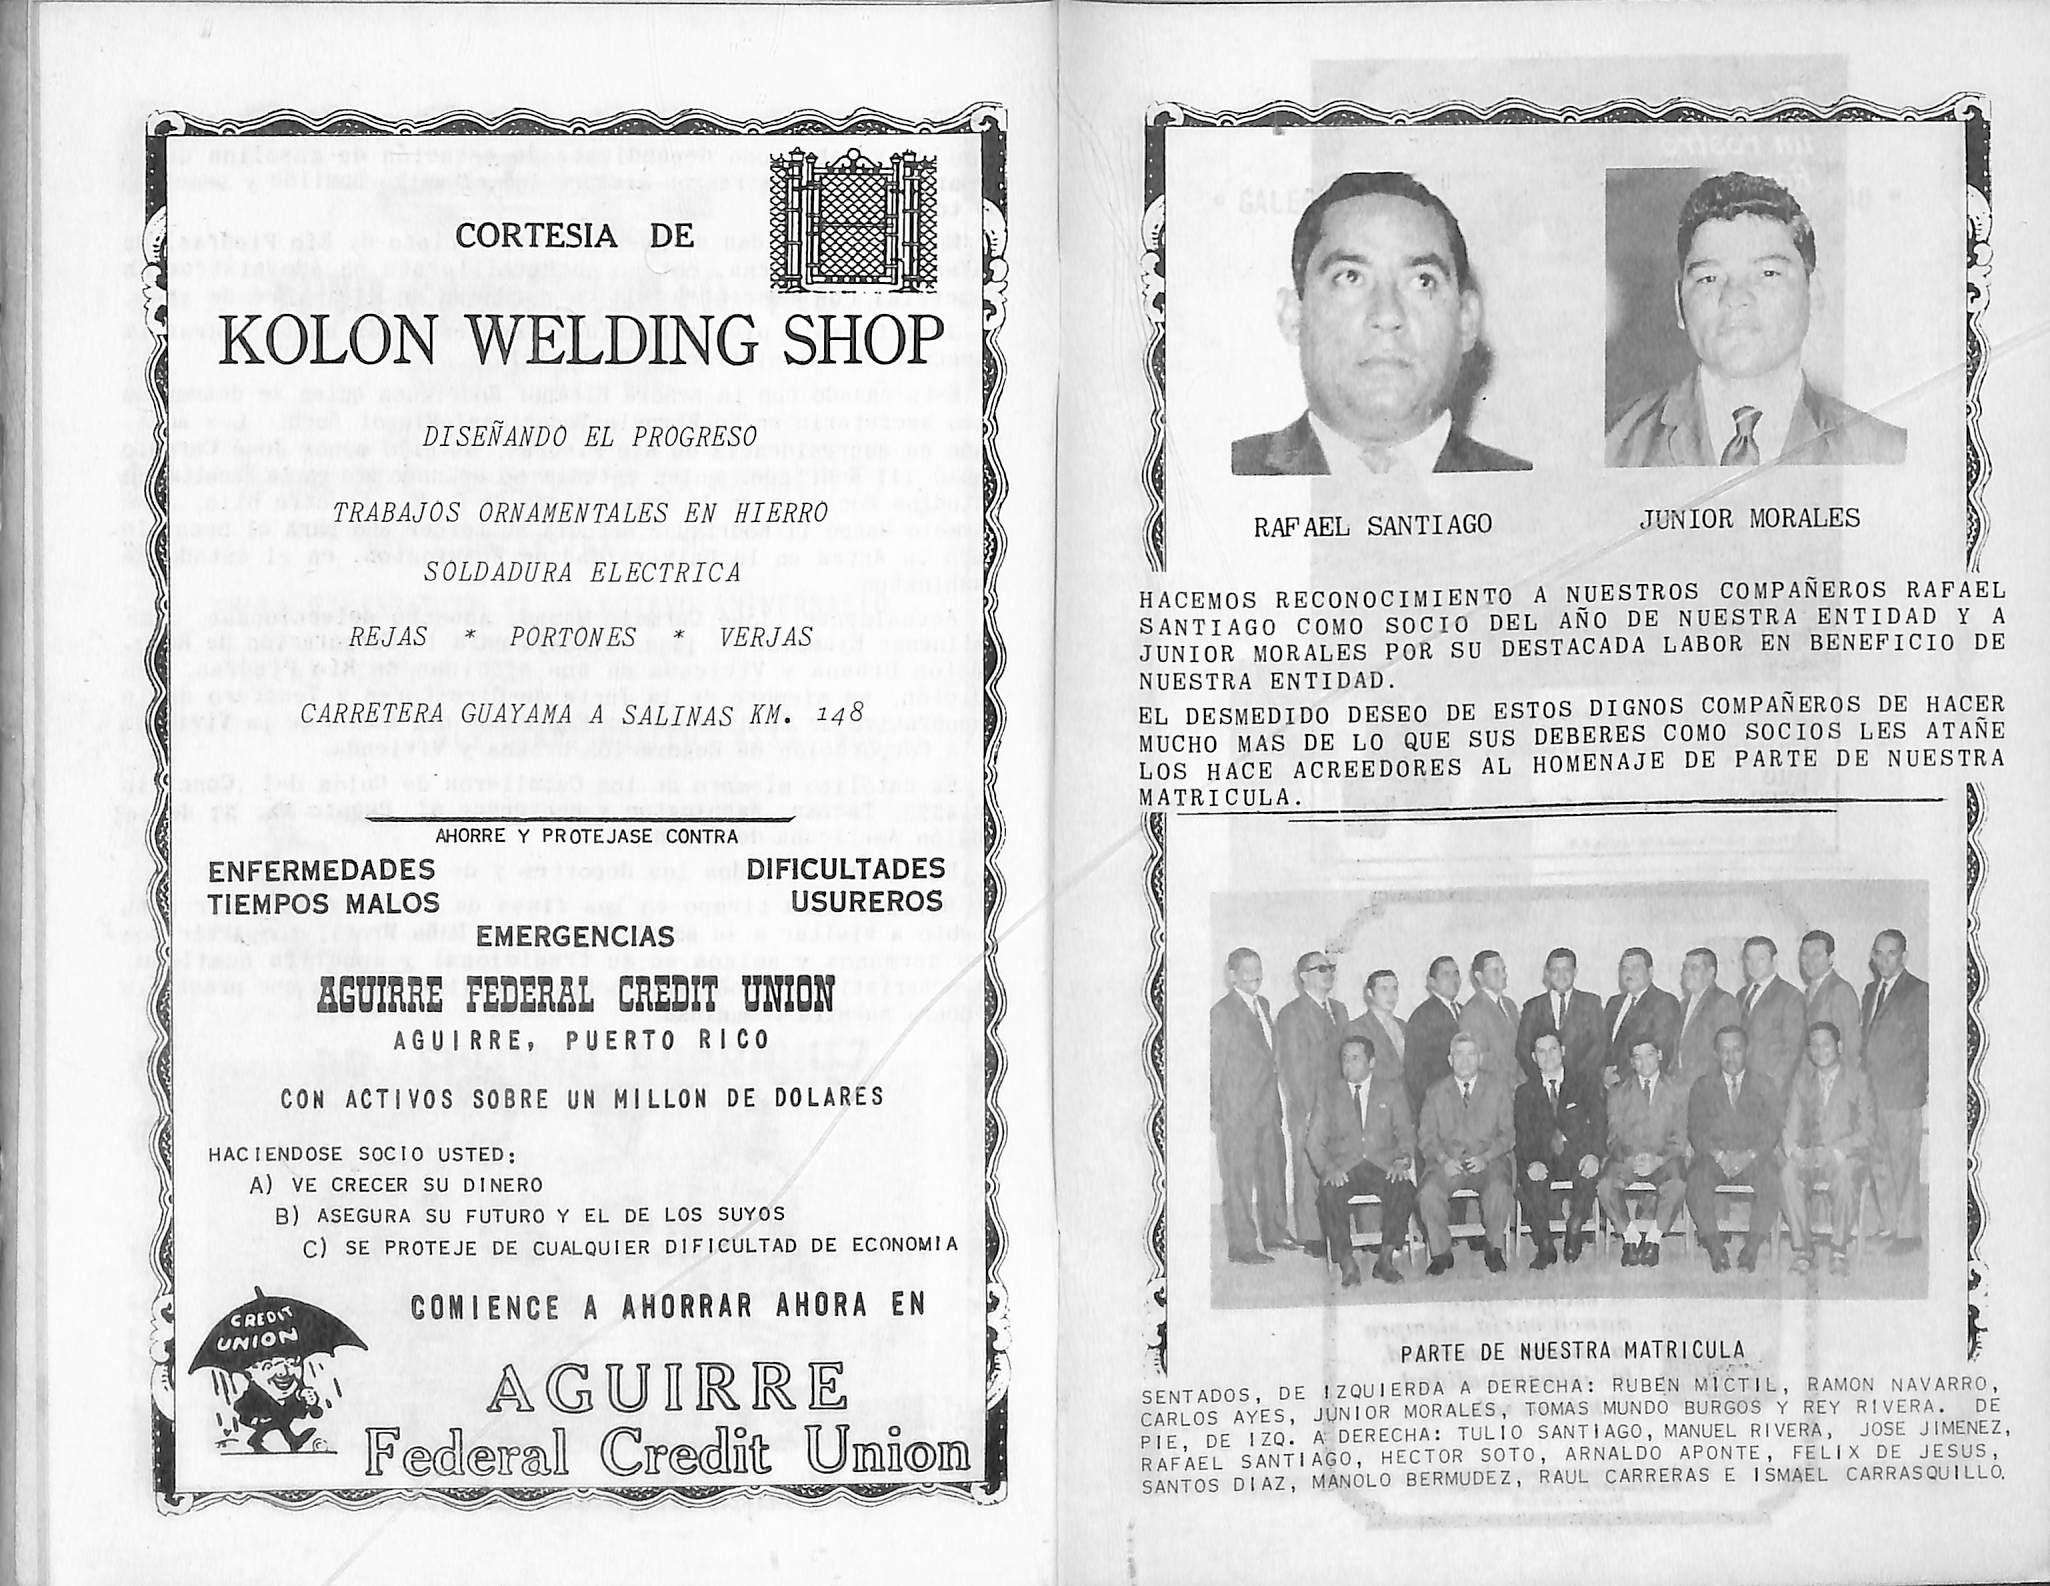 CORTESIA DE
KOLON WELDING SHOP
DISEÑANDO EL PROGRESO
TRABAJOS ORNAMENTALES EN HIERRO
SOLDADURA ELECTRICA
REJAS * PORTONES * VERJAS
CARRETERA GUAYAMA A SALINAS KM. 148
AHORRE Y PROTEJASE CONTRA
ENFERMEDADES DIFICULTADES
TIEMPOS MALOS USUREROS
EMERGENCIAS
AGUIRRE FEDERAL CREDIT UNION
AGUIRRE, PUERTO RICO
CON ACTIVOS SOBRE UN MILLON DE DOLARES
HACIENDOSE SOCIO USTED:
A) VE CRECER SU DINERO
B) ASEGURA SU FUTURO Y EL DE LOS SUYOS
C) SE PROTEJE DE CUALQUIER DIFICULTAD DE ECONOMIA
COMIENCE A AHORRAR AHORA EN
CREDIT
UNION
AGUIRRE
Federal Credit Union
RAFAEL SANTIAGO
JUNIOR MORALES
HACEMOS RECONOCIMIENTO A NUESTROS COMPAÑEROS RAFAEL
SANTIAGO COMO SOCIO DEL AÑO DE NUESTRA ENTIDAD Y A
JUNIOR MORALES POR SU DESTACADA LABOR EN BENEFICIO DE
NUESTRA ENTIDAD.
EL DESMEDIDO DESEO DE ESTOS DIGNOS COMPAÑEROS DE HACER
MUCHO MAS DE LO QUE SUS DEBERES COMO SOCIOS LES ATAÑE
LOS HACE ACREEDORES AL HOMENAJE DE PARTE DE NUESTRA
MATRICULA.
PARTE DE NUESTRA MATRICULA
SENTADOS, DE IZQUIERDA A DERECHA: RUBEN MICTIL, RAMON NAVARRO,
CARLOS AYES, JUNIOR MORALES, TOMAS MUNDO BURGOS Y REY RIVERA. DE
PIE, DE IZQ. A DERECHA: TULIO SANTIAGO, MANUEL RIVERA, JOSE JIMENEZ,
RAFAEL SANTIAGO, HECTOR SOTO, ARNALDO APONTE, FELIX DE JESUS,
SANTOS DIAZ, MANOLO BERMUDEZ, RAUL CARRERAS E ISMAEL CARRASQUILLO.